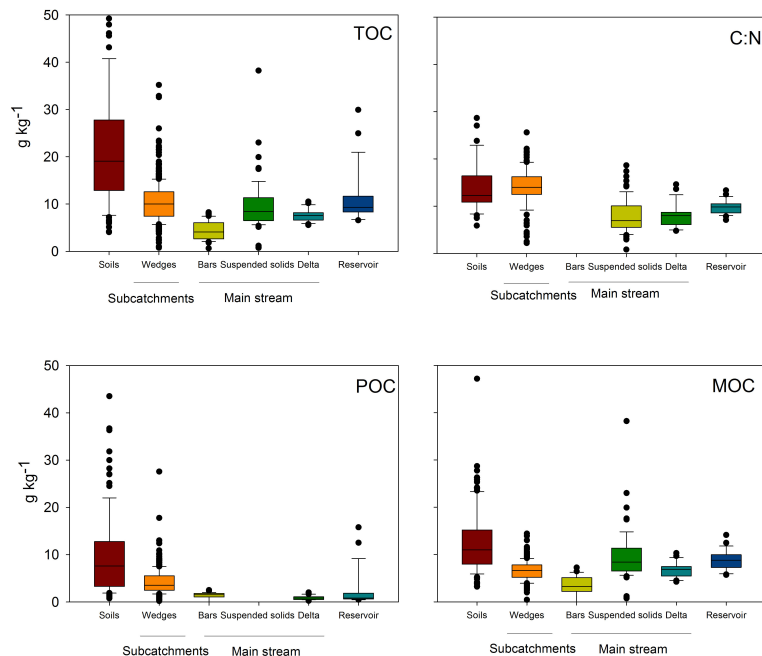 50
40
30
20
10
0
g kg-1
TOC
Soils Wedges Bars Suspended solids Delta Reservoir
Subcatchments Main stream
C:N
Soils Wedges Bars Suspended solids Delta Reservoir
Subcatchments Main stream
50
40
30
20
10
0
g kg-1
POC
Soils Wedges Bars Suspended solids Delta Reservoir
Subcatchments Main stream
MOC
Soils Wedges Bars Suspended solids Delta Reservoir
Subcatchments Main stream